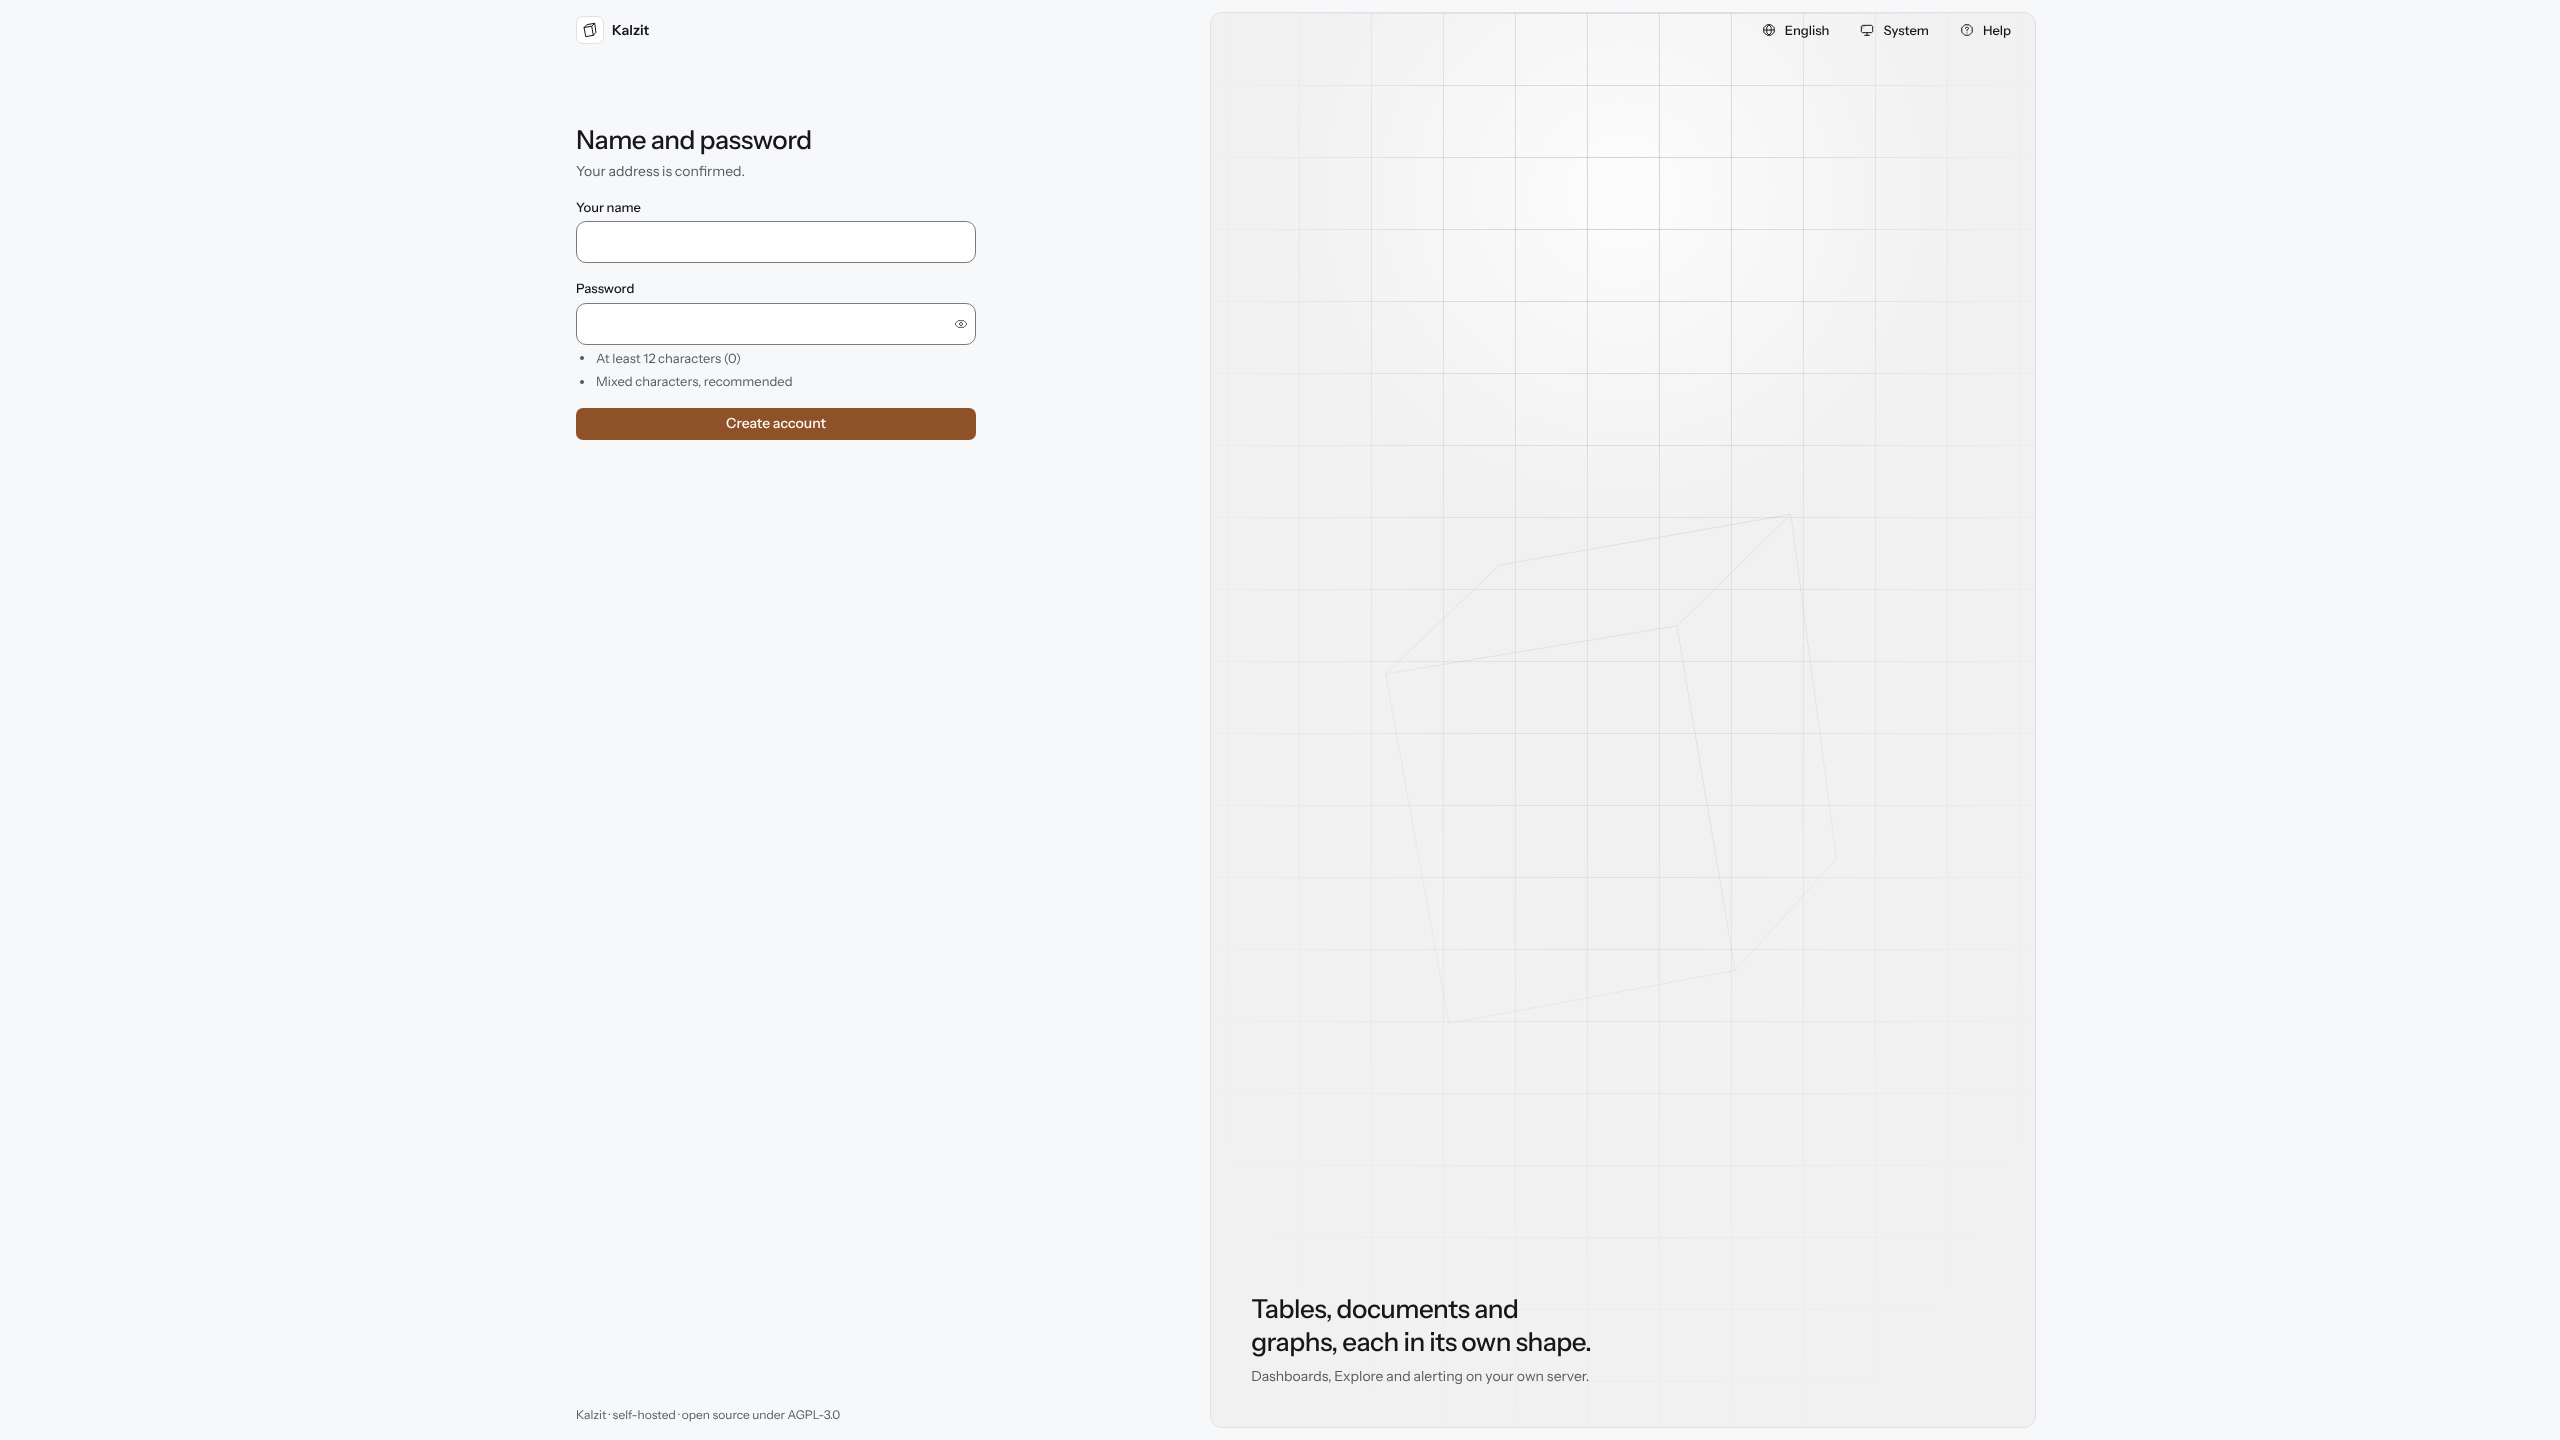 Kalzit
English
System
Help
Name and password
Your address is confirmed.
Your name
Password
• At least 12 characters (0)
• Mixed characters, recommended
Create account
Tables, documents and
graphs, each in its own shape.
Dashboards, Explore and alerting on your own server.
Kalzit · self-hosted · open source under AGPL-3.0